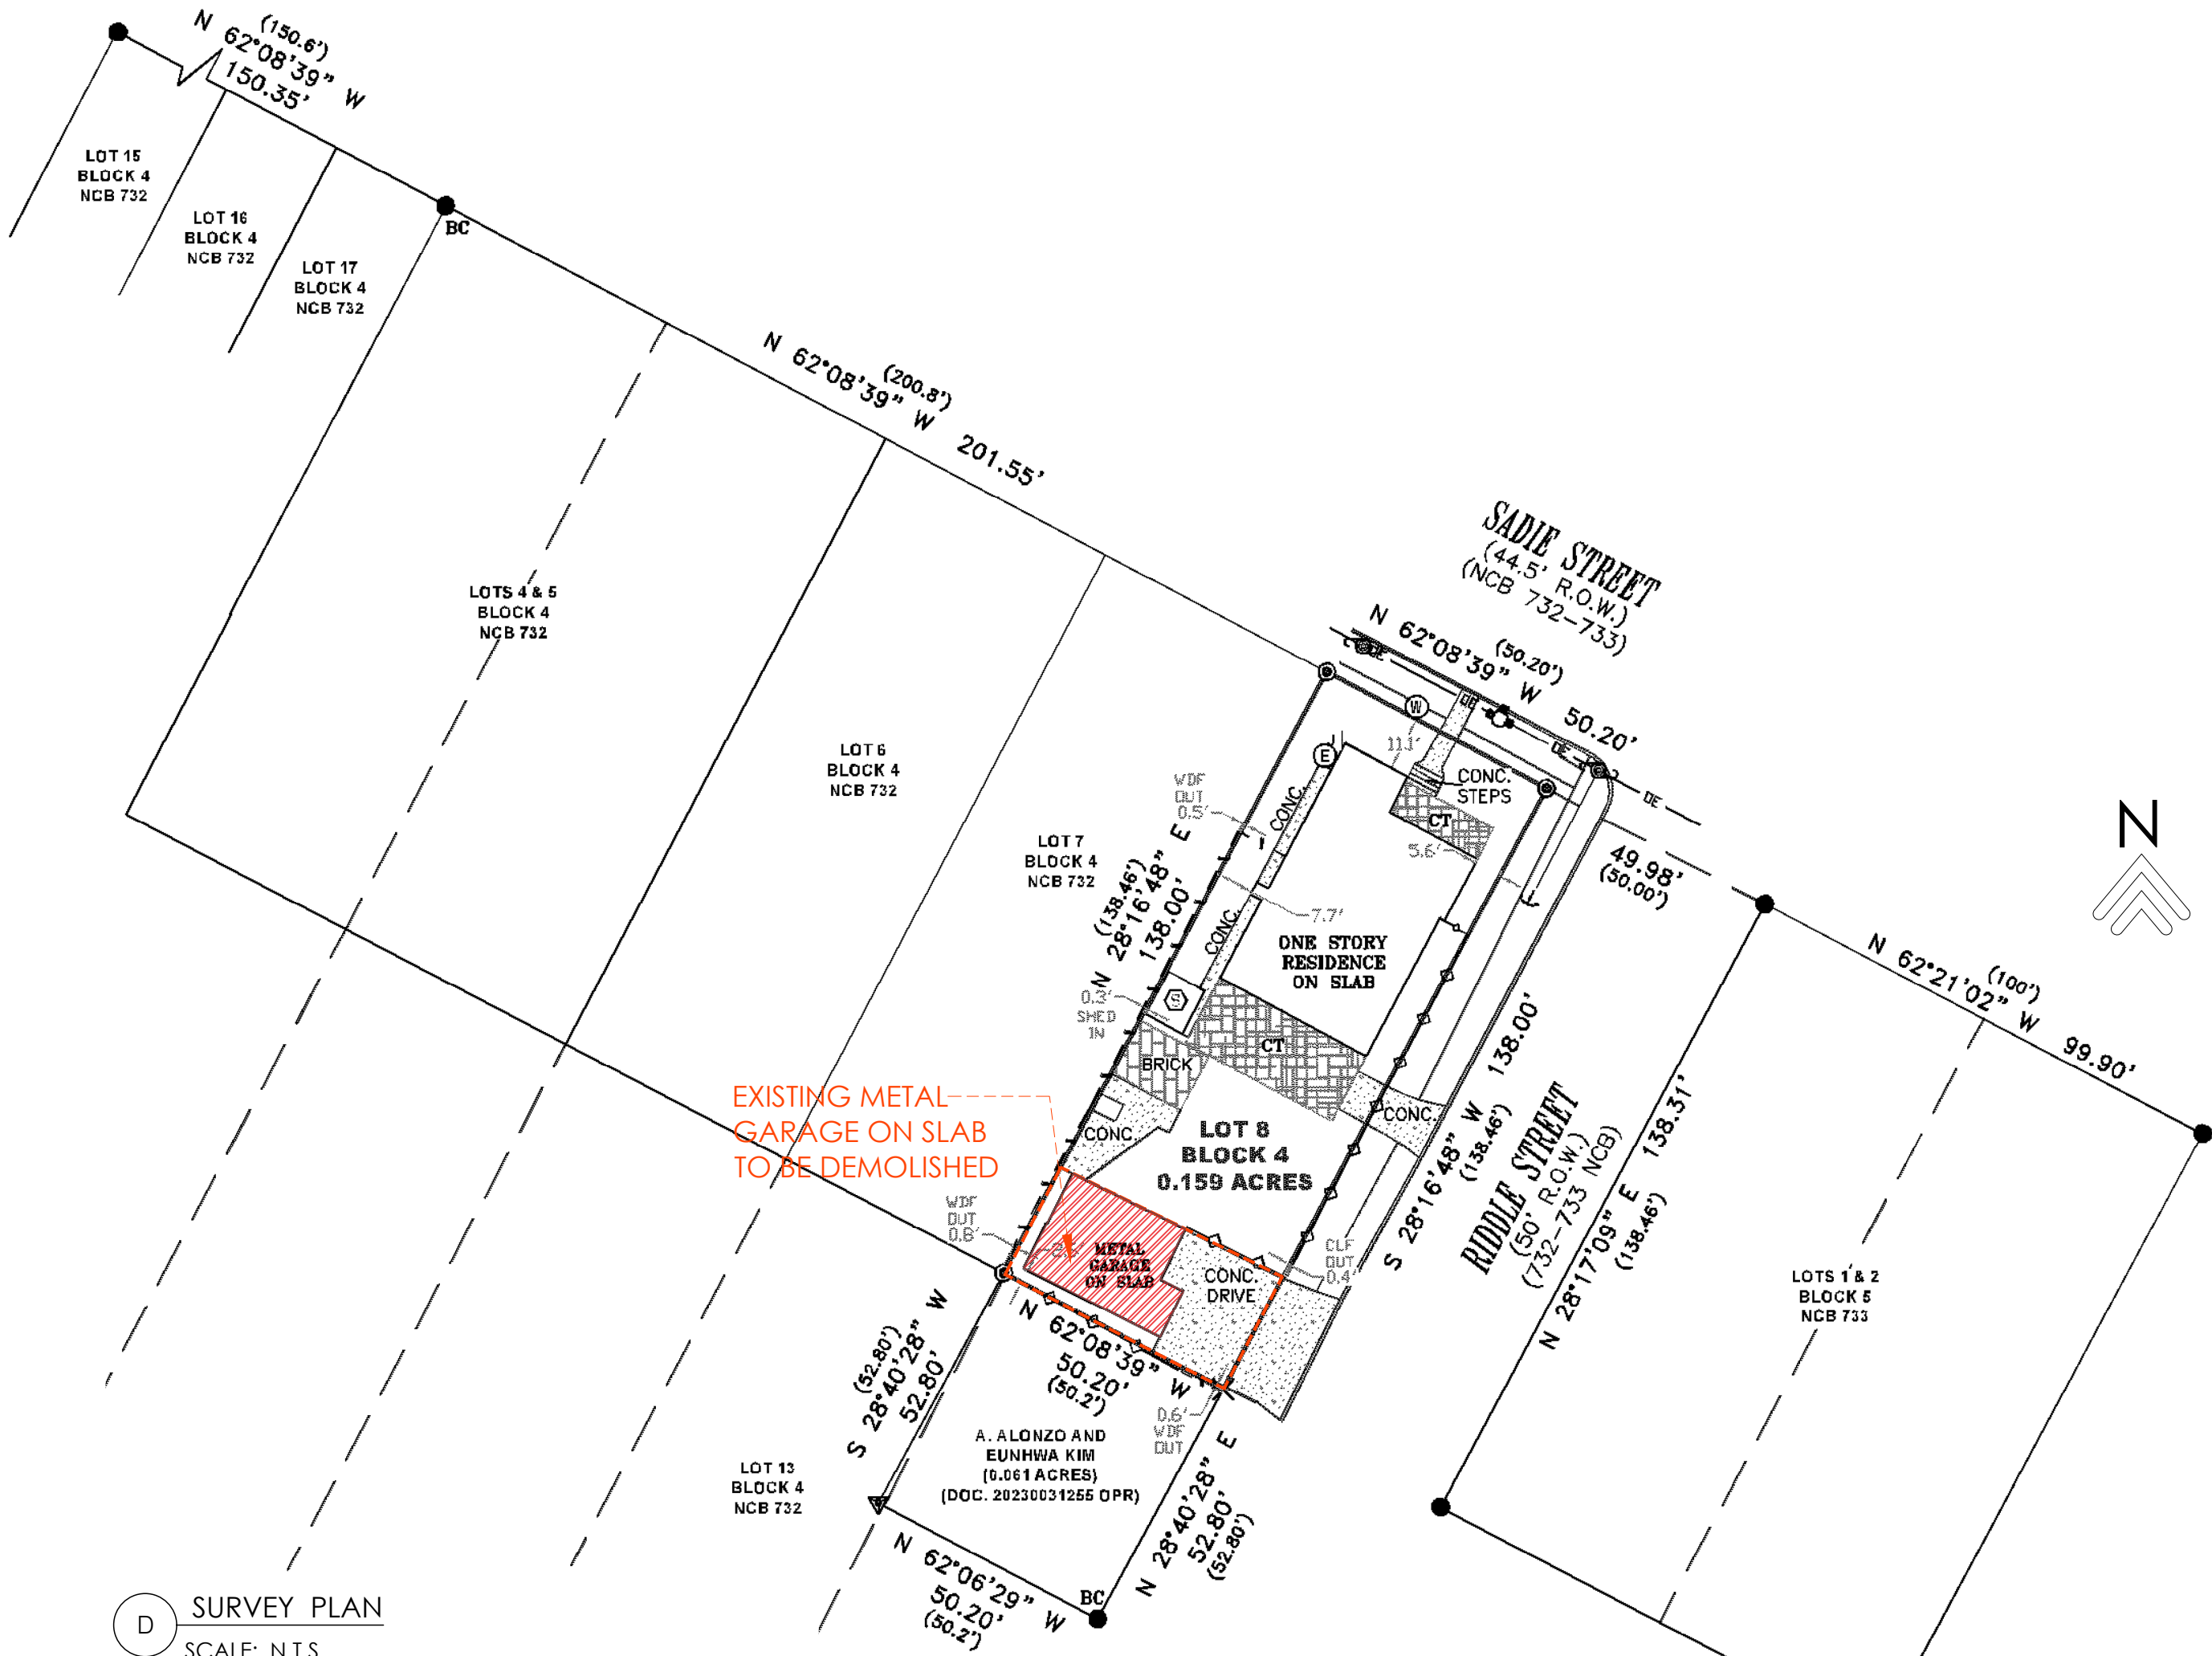 (150.6')
N 62°08'39" W
150.35'
LOT 15
BLOCK 4
NCB 732
LOT 16
BLOCK 4
NCB 732
LOT 17
BLOCK 4
NCB 732
BC
(200.8')
N 62°08'39" W 201.55'
LOTS 4 & 5
BLOCK 4
NCB 732
LOT 6
BLOCK 4
NCB 732
LOT 7
BLOCK 4
NCB 732
SADIE STREET
(44.5' R.O.W.)
(NCB 732-733)
(50.20')
N 62°08'39" W 50.20'
OE
OE
OE
OE
W
E
11.1'
CONC.
STEPS
CT
5.6'
WDF
OUT
0.5'
CONC.
CONC.
7.7'
(138.46')
N 28°16'48" E
138.00'
ONE STORY
RESIDENCE
ON SLAB
49.98'
(50.00')
N
(100')
N 62°21'02" W 99.90'
0.3'
SHED
IN
BRICK
CT
CONC.
CONC.
EXISTING METAL
GARAGE ON SLAB
TO BE DEMOLISHED
LOT 8
BLOCK 4
0.159 ACRES
S 28°16'48" W 138.00'
(138.46')
RIDDLE STREET
(50' R.O.W.)
(732-733 NCB)
N 28°17'09" E 138.31'
(138.46')
WDF
OUT
0.8'
METAL
GARAGE
ON SLAB
CONC.
DRIVE
CLF
OUT
0.4'
LOTS 1 & 2
BLOCK 5
NCB 733
(52.80')
S 28°40'28" W
52.80'
N 62°08'39" W
50.20'
(50.2')
0.6'
WDF
OUT
A. ALONZO AND
EUNHWA KIM
(0.061 ACRES)
(DOC. 20230031255 OPR)
LOT 13
BLOCK 4
NCB 732
N 28°40'28" E
52.80'
(52.80')
BC
N 62°06'29" W
50.20'
(50.2')
D
SURVEY PLAN
SCALE: N.T.S